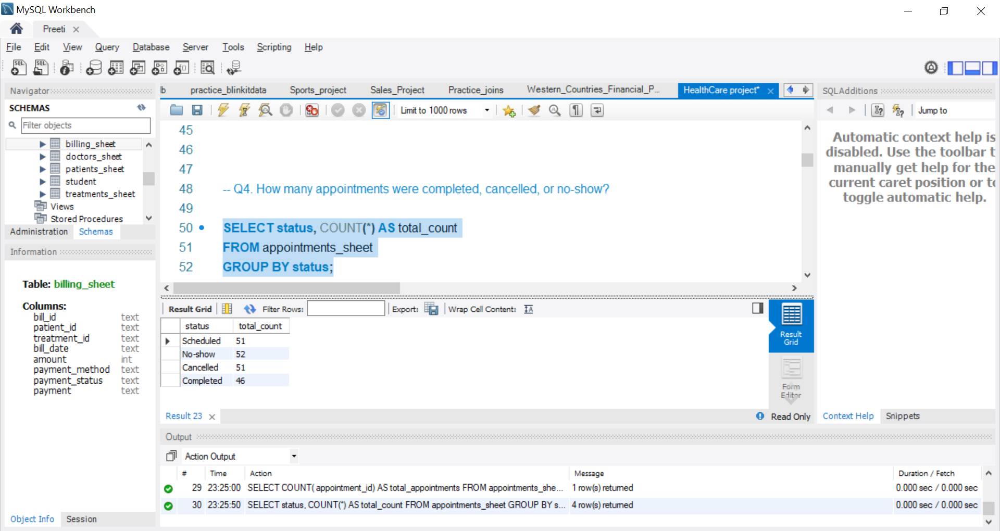 MySQL Workbench
Preeti
File Edit View Query Database Server Tools Scripting Help
Navigator
SCHEMAS
Filter objects
billing_sheet
doctors_sheet
patients_sheet
student
treatments_sheet
Views
Stored Procedures
Administration Schemas
Information
Table: billing_sheet
Columns:
bill_id text
patient_id text
treatment_id text
bill_date text
amount int
payment_method text
payment_status text
payment text
Object Info Session
lb practice_blinkitdata Sports_project Sales_Project Practice_joins Western_Countries_Financial_P... HealthCare project*
Limit to 1000 rows
45
46
47
48 -- Q4. How many appointments were completed, cancelled, or no-show?
49
50 SELECT status, COUNT(*) AS total_count
51 FROM appointments_sheet
52 GROUP BY status;
Result Grid Filter Rows: Export: Wrap Cell Content:
status total_count
Scheduled 51
No-show 52
Cancelled 51
Completed 46
Result Grid
Form Editor
Result 23
Read Only
SQLAdditions
Jump to
Automatic context help is
disabled. Use the toolbar t
manually get help for the
current caret position or to
toggle automatic help.
Context Help Snippets
Output
Action Output
# Time Action Message Duration / Fetch
29 23:25:00 SELECT COUNT( appointment_id) AS total_appointments FROM appointments_she... 1 row(s) returned 0.000 sec / 0.000 sec
30 23:25:50 SELECT status, COUNT(*) AS total_count FROM appointments_sheet GROUP BY s... 4 row(s) returned 0.000 sec / 0.000 sec